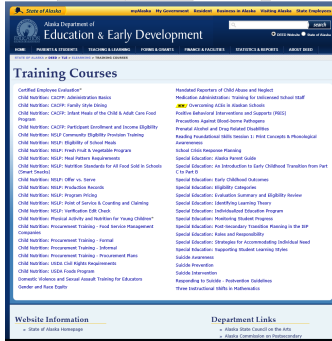 State of Alaska
myAlaska My Government Resident Business in Alaska Visiting Alaska State Employees
Alaska Department of
Education & Early Development
search
DEED Website State of Alaska
HOME PARENTS & STUDENTS TEACHING & LEARNING FORMS & GRANTS FINANCE & FACILITIES STATISTICS & REPORTS ABOUT DEED
STATE OF ALASKA > DEED > TLS > ELEARNING > TRAINING COURSES
Training Courses
Certified Employee Evaluation*
Child Nutrition: CACFP: Administration Basics
Child Nutrition: CACFP: Family Style Dining
Child Nutrition: CACFP: Infant Meals of the Child & Adult Care Food
Program
Child Nutrition: CACFP: Participant Enrollment and Income Eligibility
Child Nutrition: NSLP Community Eligibility Provision Training
Child Nutrition: NSLP: Eligibility of School Meals
Child Nutrition: NSLP: Fresh Fruit & Vegetable Program
Child Nutrition: NSLP: Meal Pattern Requirements
Child Nutrition: NSLP: Nutrition Standards for All Food Sold in Schools
(Smart Snacks)
Child Nutrition: NSLP: Offer vs. Serve
Child Nutrition: NSLP: Production Records
Child Nutrition: NSLP: Program Pricing
Child Nutrition: NSLP: Point of Service & Counting and Claiming
Child Nutrition: NSLP: Verification Edit Check
Child Nutrition: Physical Activity and Nutrition for Young Children*
Child Nutrition: Procurement Training - Food Service Management
Companies
Child Nutrition: Procurement Training - Formal
Child Nutrition: Procurement Training - Informal
Child Nutrition: Procurement Training - Procurement Plans
Child Nutrition: USDA Civil Rights Requirements
Child Nutrition: USDA Foods Program
Domestic Violence and Sexual Assault Training for Educators
Gender and Race Equity
Mandated Reporters of Child Abuse and Neglect
Medication Administration: Training for Unlicensed School Staff
NEW Overcoming ACEs in Alaskan Schools
Positive Behavioral Interventions and Supports (PBIS)
Precautions Against Blood-borne Pathogens
Prenatal Alcohol and Drug Related Disabilities
Reading Foundational Skills Session 1: Print Concepts & Phonological
Awareness
School Crisis Response Planning
Special Education: Alaska Parent Guide
Special Education: An Introduction to Early Childhood Transition from Part
C to Part B
Special Education: Early Childhood Outcomes
Special Education: Eligibility Categories
Special Education: Evaluation Summary and Eligibility Review
Special Education: Identifying Learning Theory
Special Education: Individualized Education Program
Special Education: Monitoring Student Progress
Special Education: Post-Secondary Transition Planning in the IEP
Special Education: Roles and Responsibility
Special Education: Strategies for Accommodating Individual Need
Special Education: Supporting Student Learning Styles
Suicide Awareness
Suicide Prevention
Suicide Intervention
Responding to Suicide - Postvention Guidelines
Three Instructional Shifts in Mathematics
Website Information
State of Alaska Homepage
Department Links
Alaska State Council on the Arts
Alaska Commission on Postsecondary